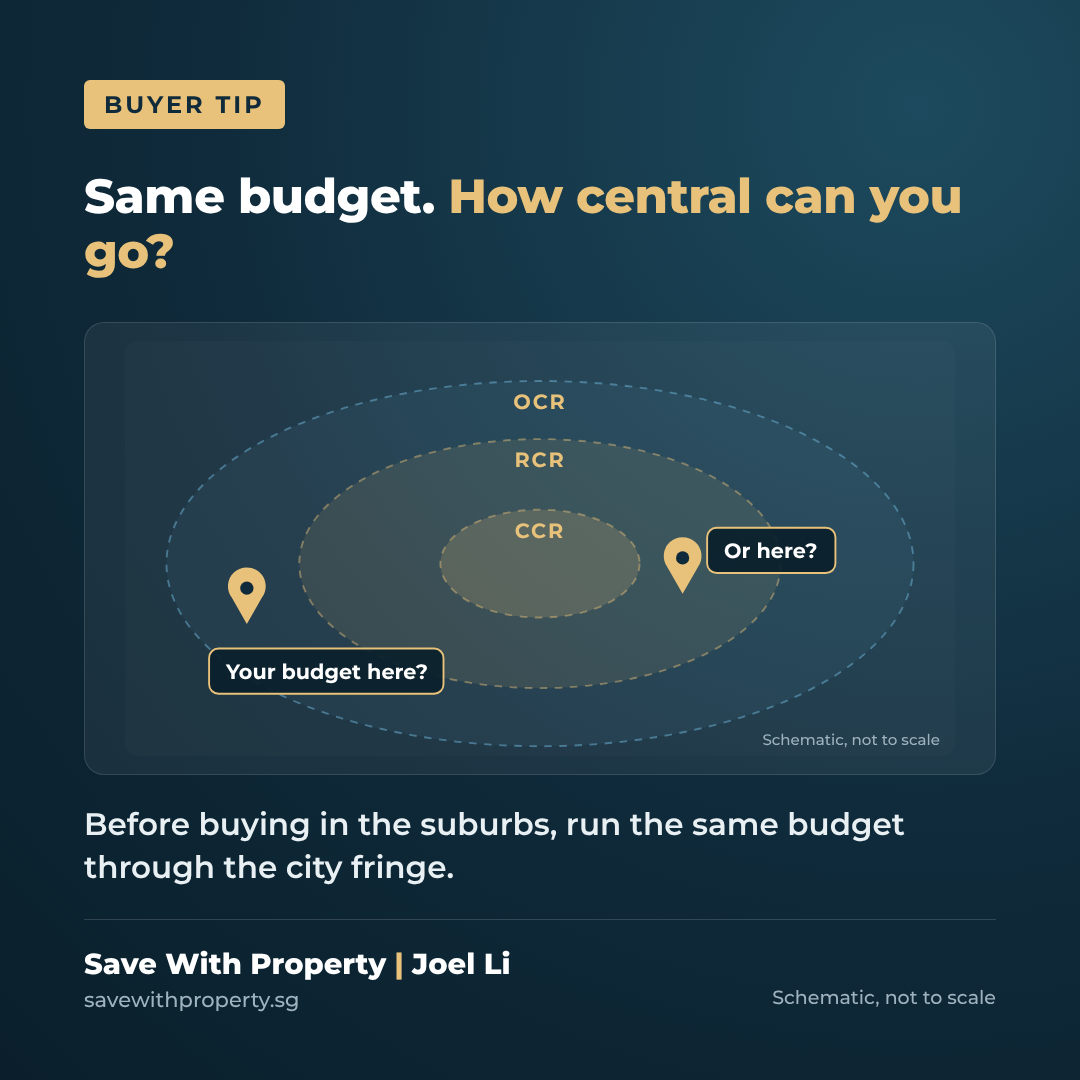 BUYER TIP
Same budget. How central can you
go?
OCR
RCR
CCR
Or here?
Your budget here?
Schematic, not to scale
Before buying in the suburbs, run the same budget
through the city fringe.
Save With Property | Joel Li
savewithproperty.sg
Schematic, not to scale